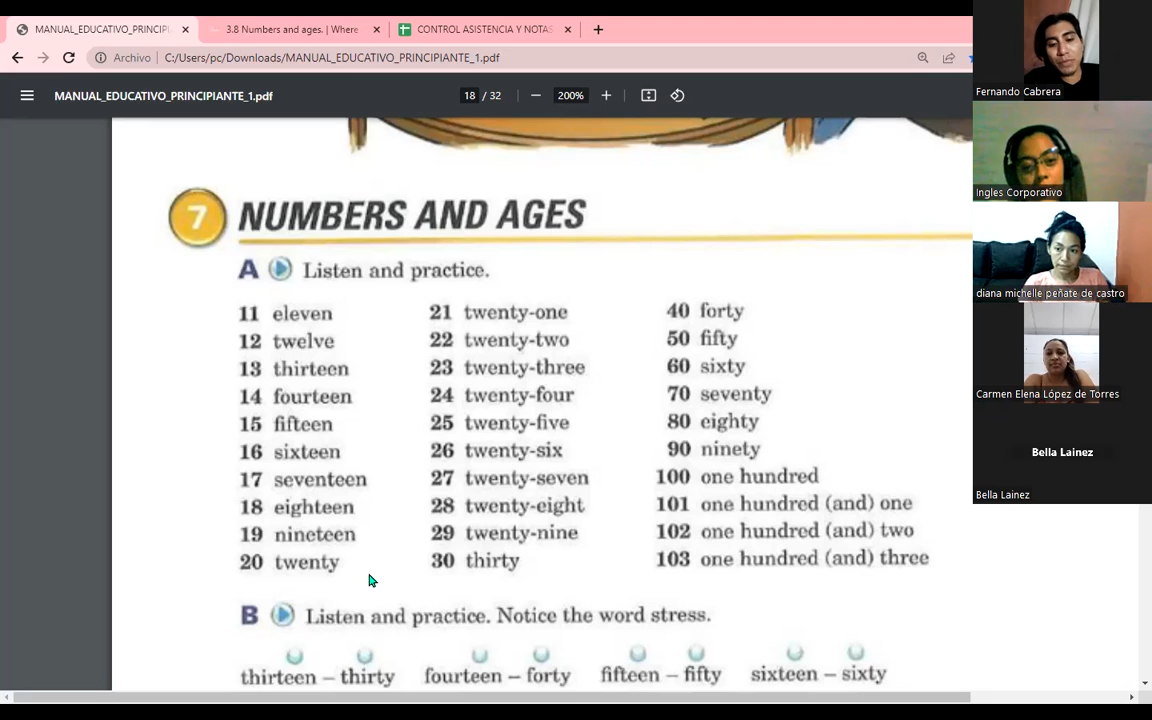 MANUAL_EDUCATIVO_PRINCIPI
3.8 Numbers and ages. | Where
CONTROL ASISTENCIA Y NOTAS
Archivo
C:/Users/pc/Downloads/MANUAL_EDUCATIVO_PRINCIPIANTE_1.pdf
MANUAL_EDUCATIVO_PRINCIPIANTE_1.pdf
18 / 32
200%
7 NUMBERS AND AGES
A Listen and practice.
11 eleven
12 twelve
13 thirteen
14 fourteen
15 fifteen
16 sixteen
17 seventeen
18 eighteen
19 nineteen
20 twenty
21 twenty-one
22 twenty-two
23 twenty-three
24 twenty-four
25 twenty-five
26 twenty-six
27 twenty-seven
28 twenty-eight
29 twenty-nine
30 thirty
40 forty
50 fifty
60 sixty
70 seventy
80 eighty
90 ninety
100 one hundred
101 one hundred (and) one
102 one hundred (and) two
103 one hundred (and) three
B Listen and practice. Notice the word stress.
thirteen – thirty fourteen – forty fifteen – fifty sixteen – sixty
Fernando Cabrera
Ingles Corporativo
diana michelle peñate de castro
Carmen Elena López de Torres
Bella Lainez
Bella Lainez